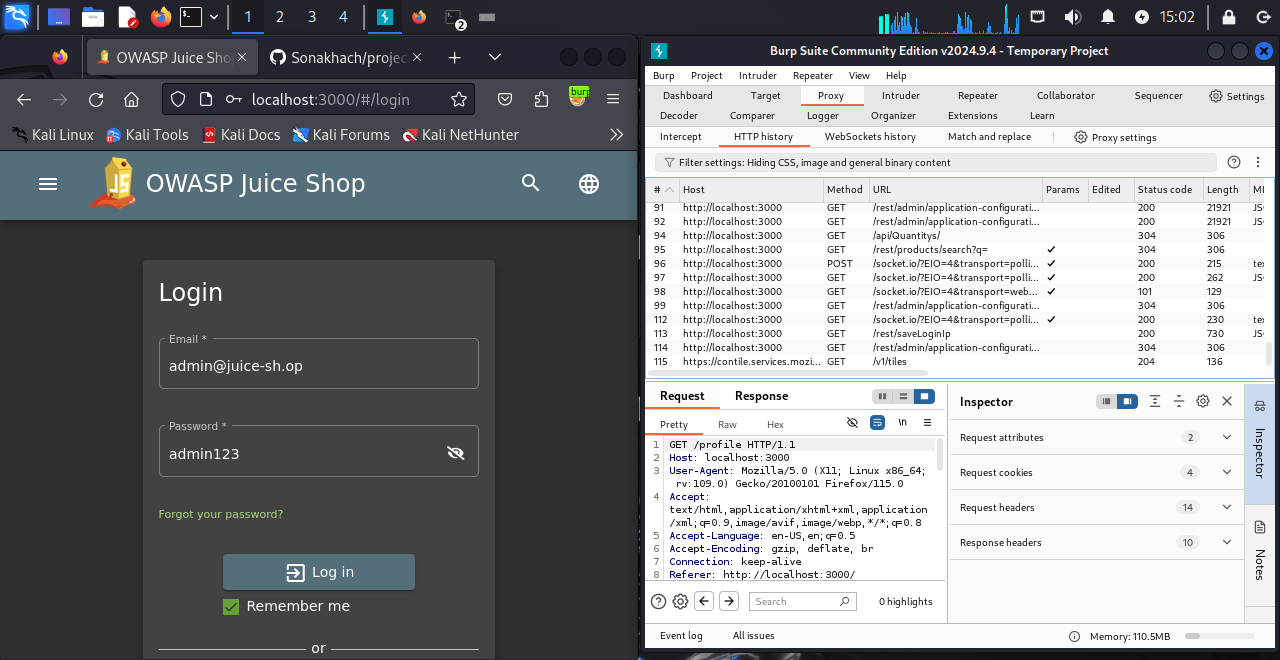 1 2 3 4 2 15:02
OWASP Juice Sho
Sonakhach/projec
localhost:3000/#/login
burp
Kali Linux Kali Tools Kali Docs Kali Forums Kali NetHunter
OWASP Juice Shop
Login
Email *
admin@juice-sh.op
Password *
admin123
Forgot your password?
Log in
Remember me
or
Burp Suite Community Edition v2024.9.4 - Temporary Project
Burp Project Intruder Repeater View Help
Dashboard Target Proxy Intruder Repeater Collaborator Sequencer Settings
Decoder Comparer Logger Organizer Extensions Learn
Intercept HTTP history WebSockets history Match and replace Proxy settings
Filter settings: Hiding CSS, image and general binary content
# Host Method URL Params Edited Status code Length MI
91 http://localhost:3000 GET /rest/admin/application-configurati... 200 21921 JS
92 http://localhost:3000 GET /rest/admin/application-configurati... 200 21921 JS
94 http://localhost:3000 GET /api/Quantitys/ 304 306
95 http://localhost:3000 GET /rest/products/search?q= ✓ 304 306
96 http://localhost:3000 POST /socket.io/?EIO=4&transport=polli... ✓ 200 215 te
97 http://localhost:3000 GET /socket.io/?EIO=4&transport=polli... ✓ 200 262 JS
98 http://localhost:3000 GET /socket.io/?EIO=4&transport=web... ✓ 101 129
99 http://localhost:3000 GET /rest/admin/application-configurati... 304 306
112 http://localhost:3000 GET /socket.io/?EIO=4&transport=polli... ✓ 200 230 te
113 http://localhost:3000 GET /rest/saveLoginIp 200 730 JS
114 http://localhost:3000 GET /rest/admin/application-configurati... 304 306
115 https://contile.services.mozi... GET /v1/tiles 204 136
Request Response
Pretty Raw Hex \n
1 GET /profile HTTP/1.1
2 Host: localhost:3000
3 User-Agent: Mozilla/5.0 (X11; Linux x86_64;
rv:109.0) Gecko/20100101 Firefox/115.0
4 Accept:
text/html,application/xhtml+xml,application
/xml;q=0.9,image/avif,image/webp,*/*;q=0.8
5 Accept-Language: en-US,en;q=0.5
6 Accept-Encoding: gzip, deflate, br
7 Connection: keep-alive
8 Referer: http://localhost:3000/
Search 0 highlights
Inspector
Request attributes 2
Request cookies 4
Request headers 14
Response headers 10
Inspector
Notes
Event log All issues Memory: 110.5MB